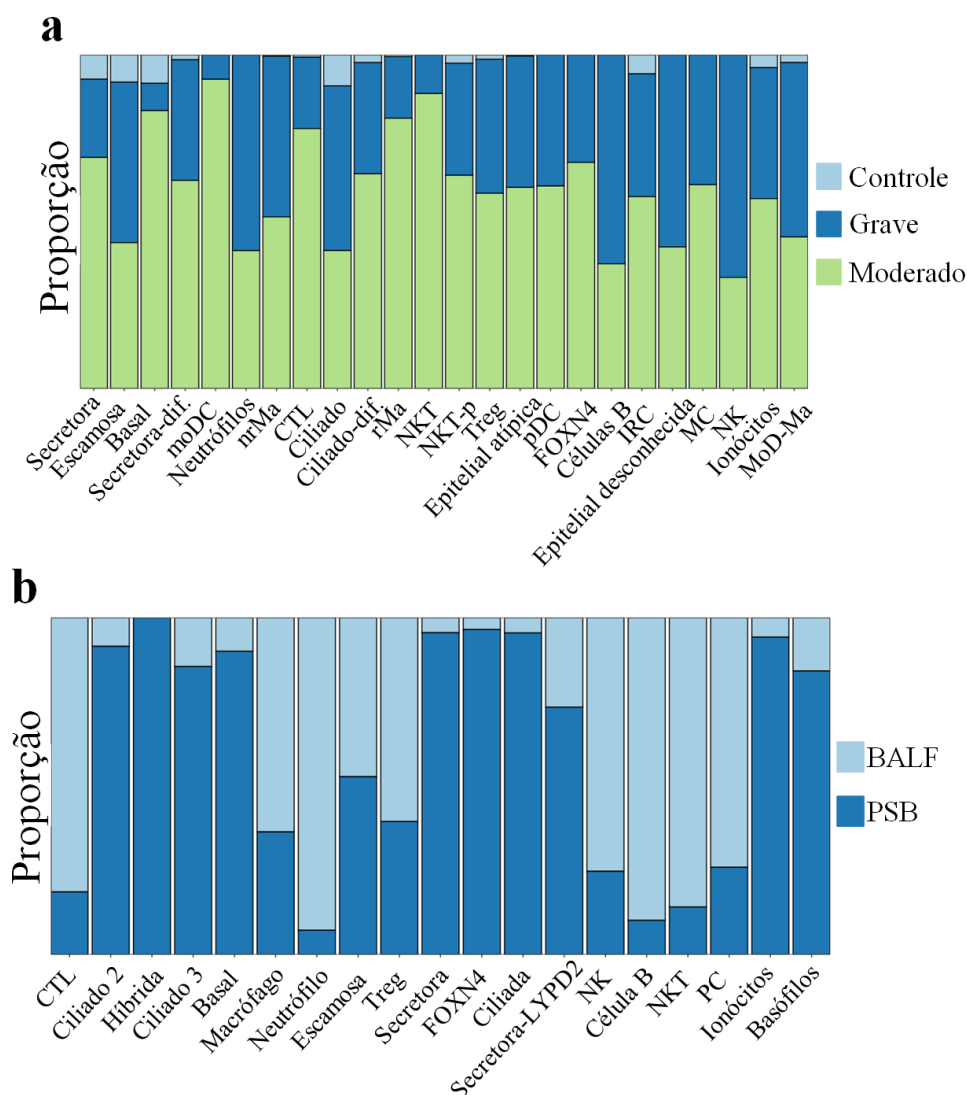 a
Proporção
Controle
Grave
Moderado
Secretora
Escamosa
Basal
Secretora-dif.
moDC
Neutrófilos
nrMa
CTL
Ciliado
Ciliado-dif.
rMa
NKT
NKT-p
Treg
Epitelial atipica
pDC
FOXN4
Células B
IRC
Epitelial desconhecida
MC
NK
Ionócitos
MoD-Ma
b
Proporção
BALF
PSB
CTL
Ciliado 2
Híbrida
Ciliado 3
Basal
Macrófago
Neutrófilo
Escamosa
Treg
Secretora
FOXN4
Ciliada
Secretora-LYPD2
NK
Célula B
NKT
PC
Ionócitos
Basófilos